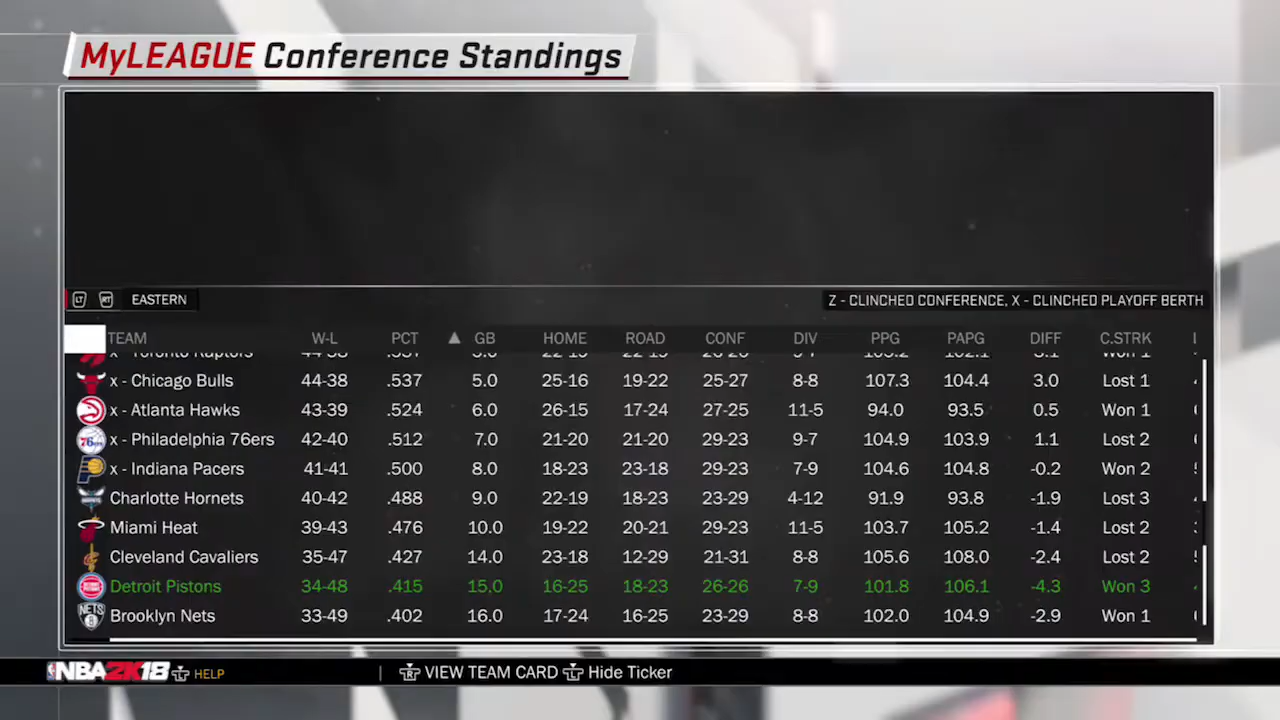 MyLEAGUE Conference Standings
LT RT EASTERN Z - CLINCHED CONFERENCE, X - CLINCHED PLAYOFF BERTH
TEAM W-L PCT GB HOME ROAD CONF DIV PPG PAPG DIFF C.STRK
x - Toronto Raptors
x - Chicago Bulls 44-38 .537 5.0 25-16 19-22 25-27 8-8 107.3 104.4 3.0 Lost 1
x - Atlanta Hawks 43-39 .524 6.0 26-15 17-24 27-25 11-5 94.0 93.5 0.5 Won 1
x - Philadelphia 76ers 42-40 .512 7.0 21-20 21-20 29-23 9-7 104.9 103.9 1.1 Lost 2
x - Indiana Pacers 41-41 .500 8.0 18-23 23-18 29-23 7-9 104.6 104.8 -0.2 Won 2
Charlotte Hornets 40-42 .488 9.0 22-19 18-23 23-29 4-12 91.9 93.8 -1.9 Lost 3
Miami Heat 39-43 .476 10.0 19-22 20-21 29-23 11-5 103.7 105.2 -1.4 Lost 2
Cleveland Cavaliers 35-47 .427 14.0 23-18 12-29 21-31 8-8 105.6 108.0 -2.4 Lost 2
Detroit Pistons 34-48 .415 15.0 16-25 18-23 26-26 7-9 101.8 106.1 -4.3 Won 3
Brooklyn Nets 33-49 .402 16.0 17-24 16-25 23-29 8-8 102.0 104.9 -2.9 Won 1
NBA2K18 HELP | VIEW TEAM CARD Hide Ticker